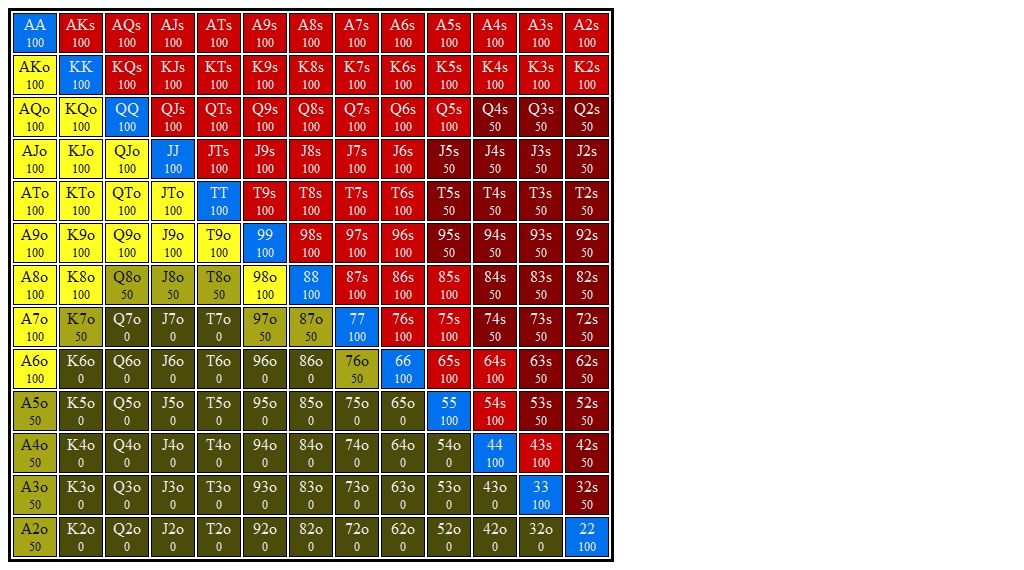 AA AKs AQs AJs ATs A9s A8s A7s A6s A5s A4s A3s A2s
100 100 100 100 100 100 100 100 100 100 100 100 100
AKo KK KQs KJs KTs K9s K8s K7s K6s K5s K4s K3s K2s
100 100 100 100 100 100 100 100 100 100 100 100 100
AQo KQo QQ QJs QTs Q9s Q8s Q7s Q6s Q5s Q4s Q3s Q2s
100 100 100 100 100 100 100 100 100 100 50 50 50
AJo KJo QJo JJ JTs J9s J8s J7s J6s J5s J4s J3s J2s
100 100 100 100 100 100 100 100 100 50 50 50 50
ATo KTo QTo JTo TT T9s T8s T7s T6s T5s T4s T3s T2s
100 100 100 100 100 100 100 100 100 50 50 50 50
A9o K9o Q9o J9o T9o 99 98s 97s 96s 95s 94s 93s 92s
100 100 100 100 100 100 100 100 100 50 50 50 50
A8o K8o Q8o J8o T8o 98o 88 87s 86s 85s 84s 83s 82s
100 100 50 50 50 100 100 100 100 100 50 50 50
A7o K7o Q7o J7o T7o 97o 87o 77 76s 75s 74s 73s 72s
100 50 0 0 0 50 50 100 100 100 50 50 50
A6o K6o Q6o J6o T6o 96o 86o 76o 66 65s 64s 63s 62s
100 0 0 0 0 0 0 50 100 100 100 50 50
A5o K5o Q5o J5o T5o 95o 85o 75o 65o 55 54s 53s 52s
50 0 0 0 0 0 0 0 0 100 100 50 50
A4o K4o Q4o J4o T4o 94o 84o 74o 64o 54o 44 43s 42s
50 0 0 0 0 0 0 0 0 0 100 100 50
A3o K3o Q3o J3o T3o 93o 83o 73o 63o 53o 43o 33 32s
50 0 0 0 0 0 0 0 0 0 0 100 50
A2o K2o Q2o J2o T2o 92o 82o 72o 62o 52o 42o 32o 22
50 0 0 0 0 0 0 0 0 0 0 0 100